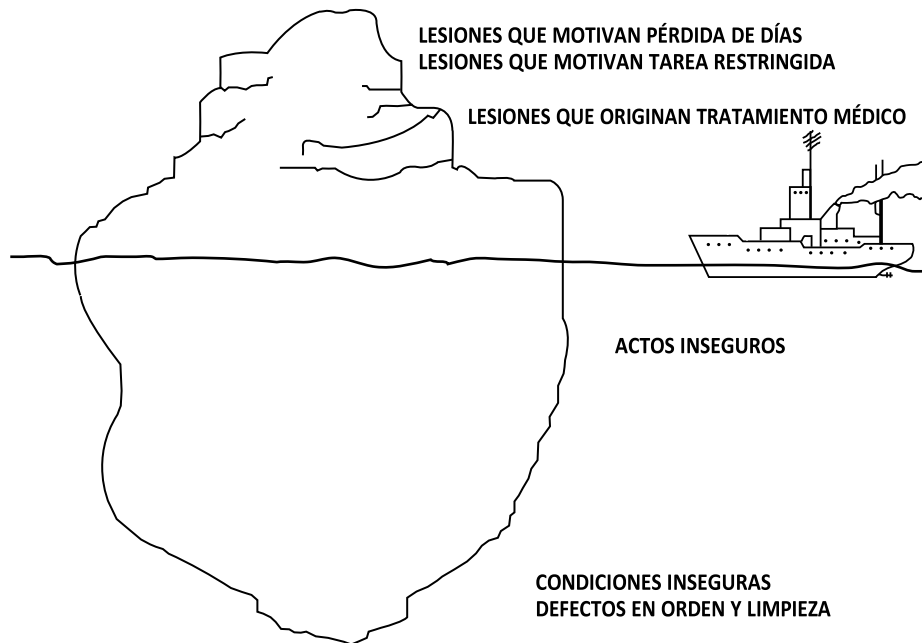 LESIONES QUE MOTIVAN PÉRDIDA DE DÍAS
LESIONES QUE MOTIVAN TAREA RESTRINGIDA
LESIONES QUE ORIGINAN TRATAMIENTO MÉDICO
ACTOS INSEGUROS
CONDICIONES INSEGURAS
DEFECTOS EN ORDEN Y LIMPIEZA